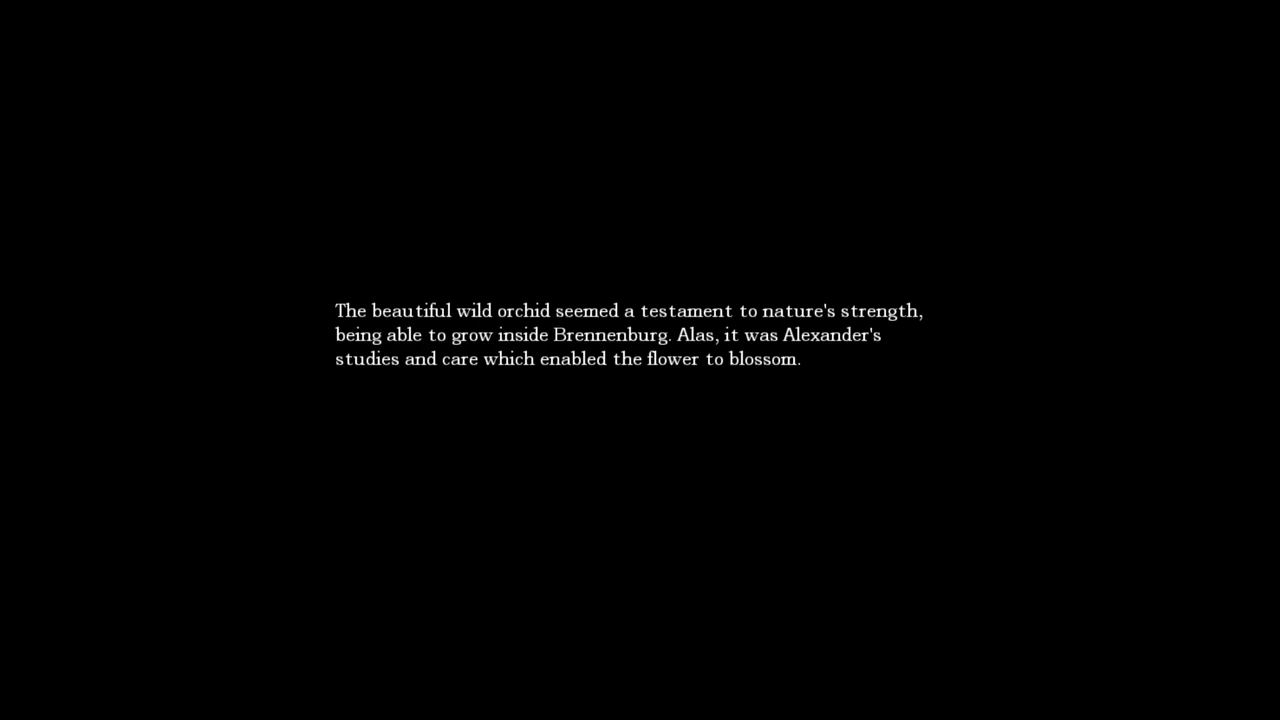 The beautiful wild orchid seemed a testament to nature's strength,
being able to grow inside Brennenburg. Alas, it was Alexander's
studies and care which enabled the flower to blossom.